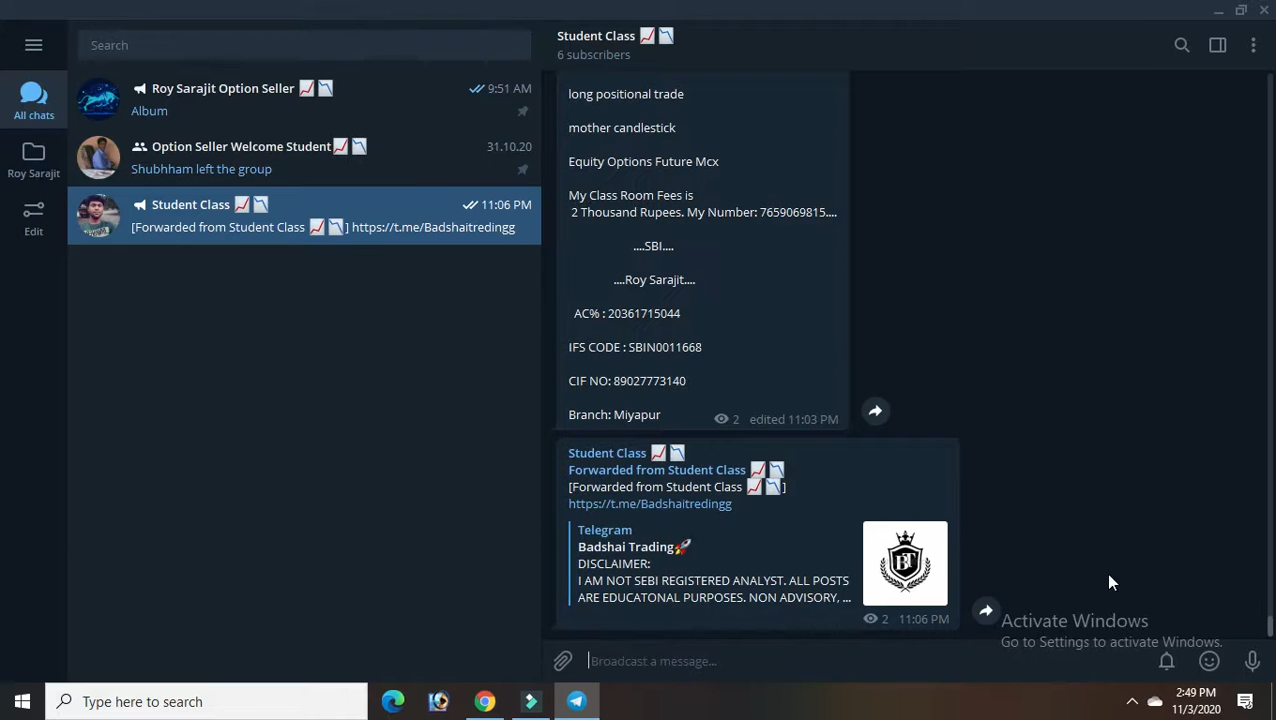 Search
All chats
Roy Sarajit
Edit
Roy Sarajit Option Seller 📈📉 9:51 AM
Album
Option Seller Welcome Student📈📉 31.10.20
Shubhham left the group
Student Class 📈📉 11:06 PM
[Forwarded from Student Class 📈📉] https://t.me/Badshaitredingg
Student Class 📈📉
6 subscribers
long positional trade
mother candlestick
Equity Options Future Mcx
My Class Room Fees is
2 Thousand Rupees. My Number: 7659069815....
....SBI....
....Roy Sarajit....
AC% : 20361715044
IFS CODE : SBIN0011668
CIF NO: 89027773140
Branch: Miyapur
2 edited 11:03 PM
Student Class 📈📉
Forwarded from Student Class 📈📉
[Forwarded from Student Class 📈📉]
https://t.me/Badshaitredingg
Telegram
Badshai Trading🚀
DISCLAIMER:
I AM NOT SEBI REGISTERED ANALYST. ALL POSTS
ARE EDUCATONAL PURPOSES. NON ADVISORY, ...
BT
2 11:06 PM
Activate Windows
Go to Settings to activate Windows.
Broadcast a message...
Type here to search
2:49 PM
11/3/2020